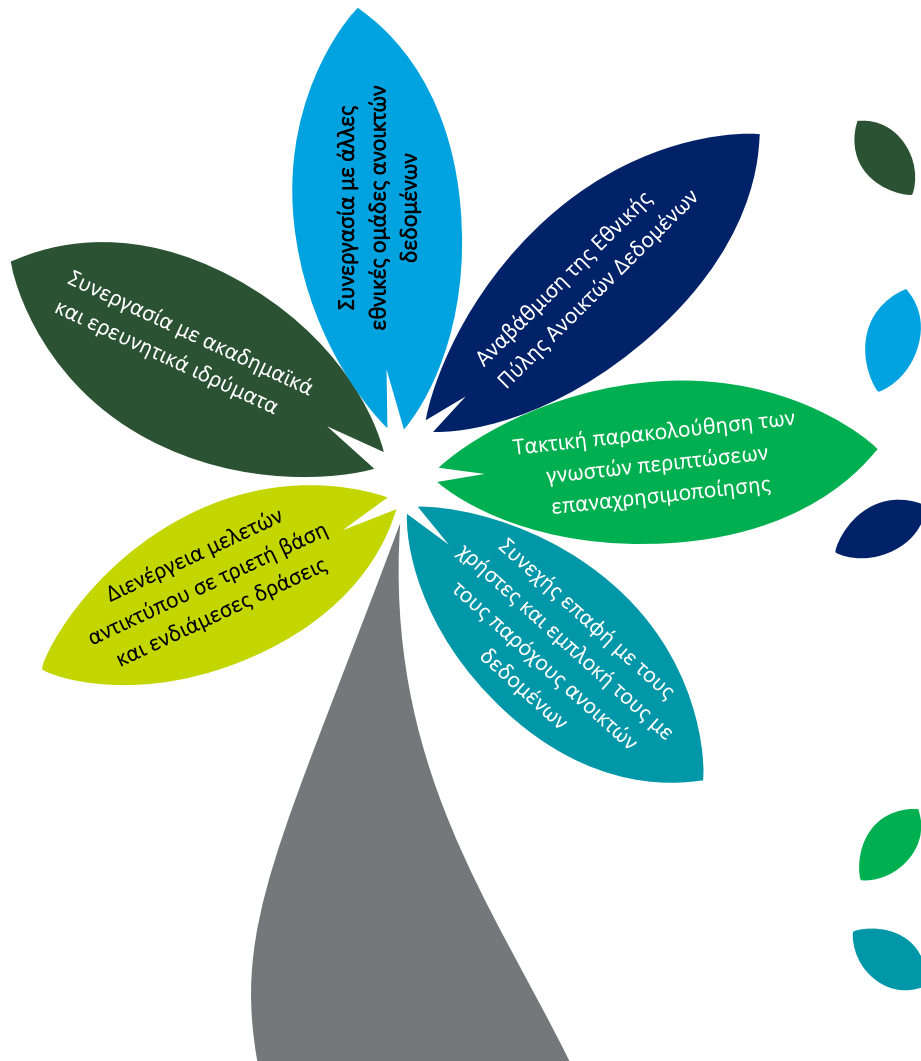 Συνεργασία με άλλες
εθνικές ομάδες ανοικτών
δεδομένων
Αναβάθμιση της Εθνικής
Πύλης Ανοικτών Δεδομένων
Συνεργασία με ακαδημαϊκά
και ερευνητικά ιδρύματα
Τακτική παρακολούθηση των
γνωστών περιπτώσεων
επαναχρησιμοποίησης
Διενέργεια μελετών
αντικτύπου σε τριετή βάση
και ενδιάμεσες δράσεις
Συνεχής επαφή με τους
χρήστες και εμπλοκή τους με
τους παρόχους ανοικτών
δεδομένων